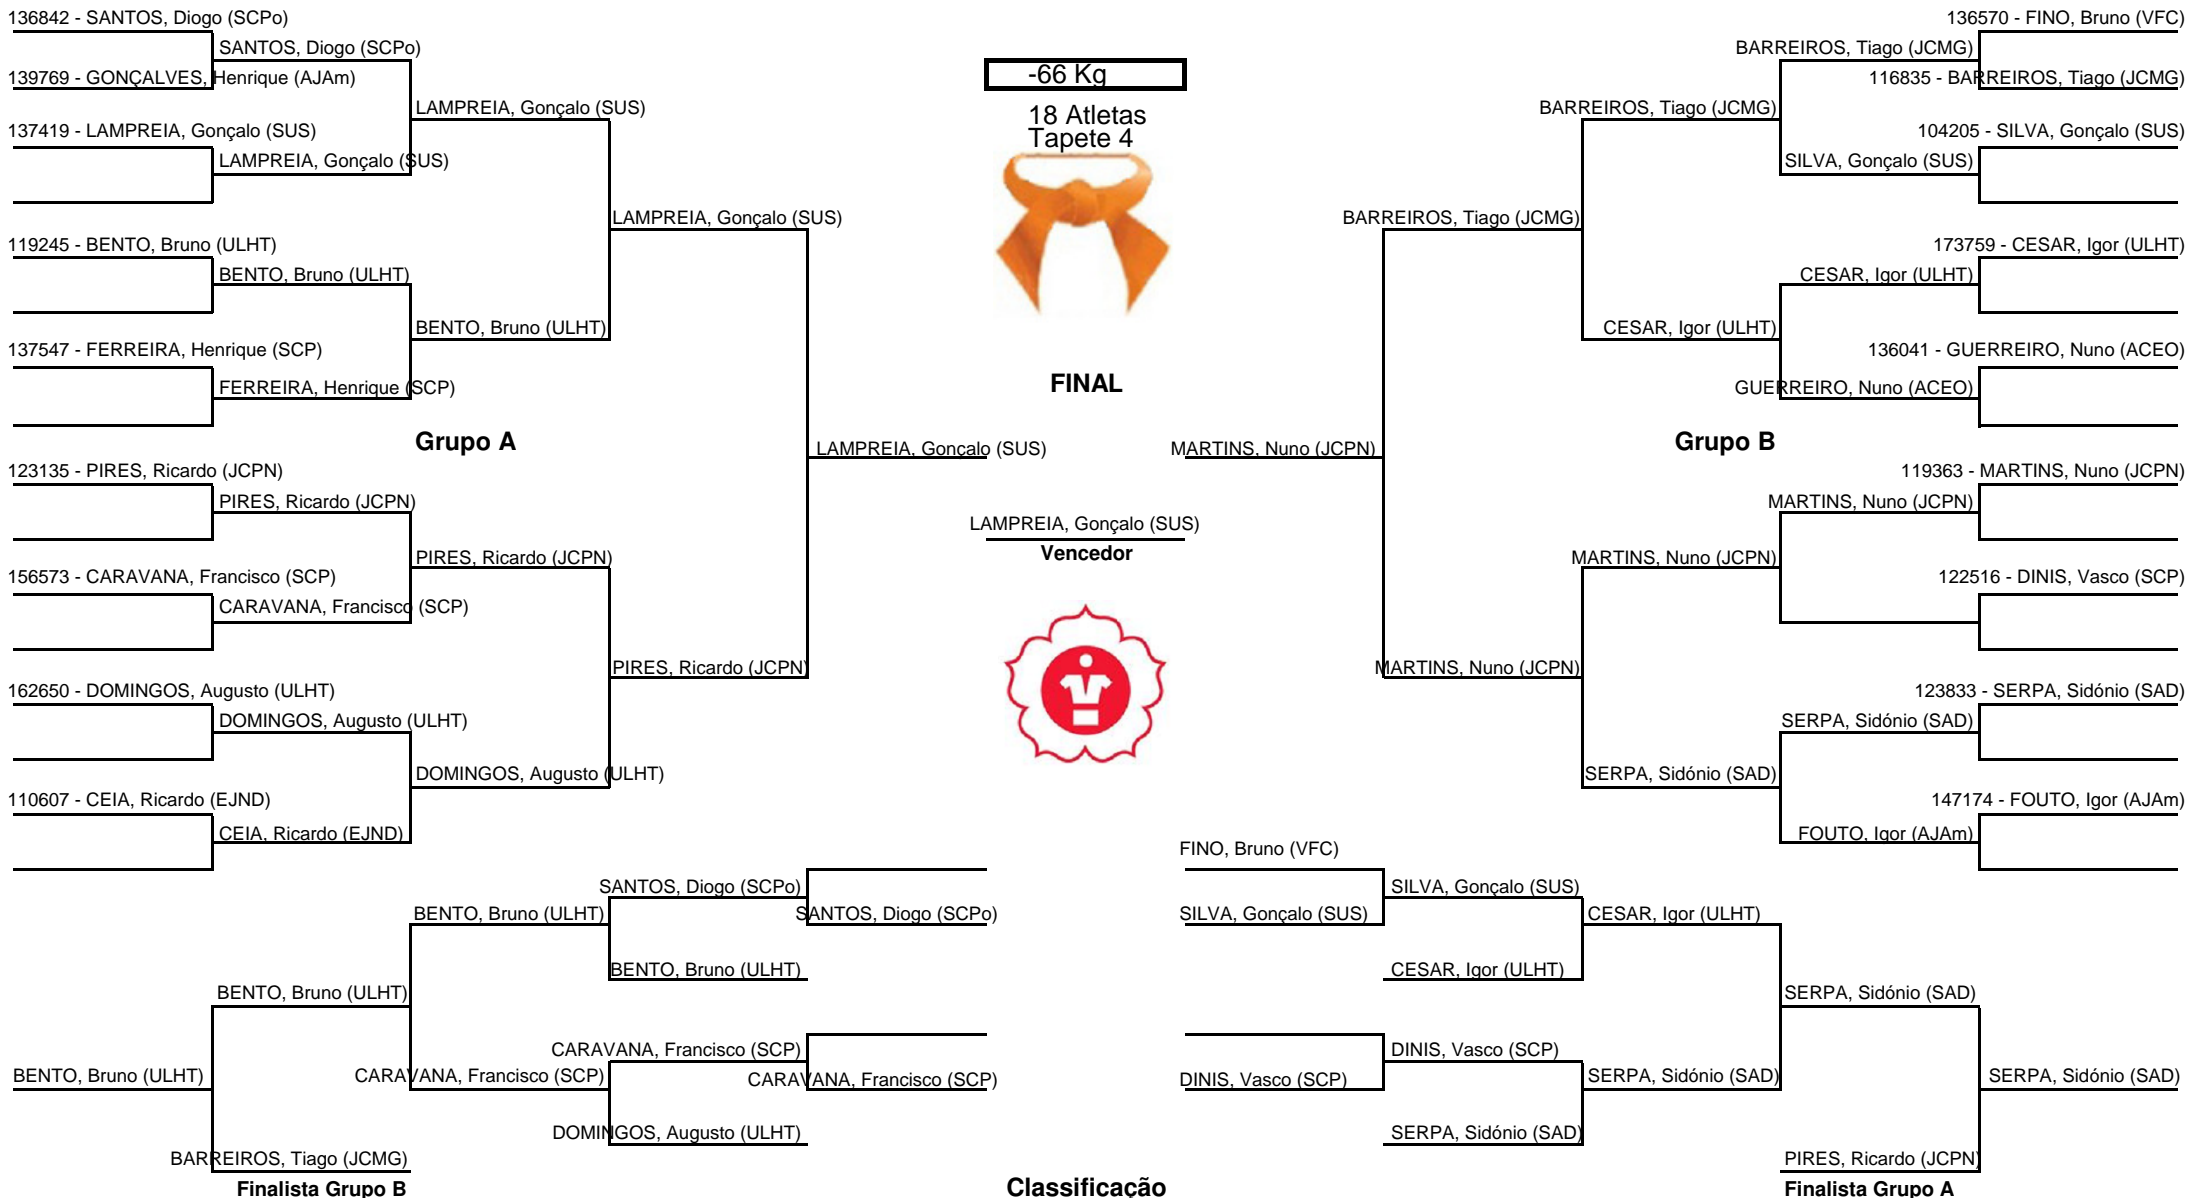 136842 - SANTOS, Diogo (SCPo)
SANTOS, Diogo (SCPo)
139769 - GONÇALVES, Henrique (AJAm)
LAMPREIA, Gonçalo (SUS)
137419 - LAMPREIA, Gonçalo (SUS)
LAMPREIA, Gonçalo (SUS)
LAMPREIA, Gonçalo (SUS)
119245 - BENTO, Bruno (ULHT)
BENTO, Bruno (ULHT)
BENTO, Bruno (ULHT)
137547 - FERREIRA, Henrique (SCP)
FERREIRA, Henrique (SCP)
Grupo A
LAMPREIA, Gonçalo (SUS)
123135 - PIRES, Ricardo (JCPN)
PIRES, Ricardo (JCPN)
PIRES, Ricardo (JCPN)
156573 - CARAVANA, Francisco (SCP)
CARAVANA, Francisco (SCP)
PIRES, Ricardo (JCPN)
162650 - DOMINGOS, Augusto (ULHT)
DOMINGOS, Augusto (ULHT)
DOMINGOS, Augusto (ULHT)
110607 - CEIA, Ricardo (EJND)
CEIA, Ricardo (EJND)
-66 Kg
18 Atletas
Tapete 4
FINAL
LAMPREIA, Gonçalo (SUS)
Vencedor
136570 - FINO, Bruno (VFC)
BARREIROS, Tiago (JCMG)
116835 - BARREIROS, Tiago (JCMG)
BARREIROS, Tiago (JCMG)
104205 - SILVA, Gonçalo (SUS)
SILVA, Gonçalo (SUS)
BARREIROS, Tiago (JCMG)
173759 - CESAR, Igor (ULHT)
CESAR, Igor (ULHT)
CESAR, Igor (ULHT)
136041 - GUERREIRO, Nuno (ACEO)
GUERREIRO, Nuno (ACEO)
Grupo B
MARTINS, Nuno (JCPN)
119363 - MARTINS, Nuno (JCPN)
MARTINS, Nuno (JCPN)
MARTINS, Nuno (JCPN)
122516 - DINIS, Vasco (SCP)
MARTINS, Nuno (JCPN)
123833 - SERPA, Sidónio (SAD)
SERPA, Sidónio (SAD)
SERPA, Sidónio (SAD)
147174 - FOUTO, Igor (AJAm)
FOUTO, Igor (AJAm)
SANTOS, Diogo (SCPo)
BENTO, Bruno (ULHT)
SANTOS, Diogo (SCPo)
BENTO, Bruno (ULHT)
BENTO, Bruno (ULHT)
CARAVANA, Francisco (SCP)
BENTO, Bruno (ULHT)
CARAVANA, Francisco (SCP)
CARAVANA, Francisco (SCP)
DOMINGOS, Augusto (ULHT)
BARREIROS, Tiago (JCMG)
Finalista Grupo B
FINO, Bruno (VFC)
SILVA, Gonçalo (SUS)
SILVA, Gonçalo (SUS)
CESAR, Igor (ULHT)
CESAR, Igor (ULHT)
SERPA, Sidónio (SAD)
DINIS, Vasco (SCP)
DINIS, Vasco (SCP)
SERPA, Sidónio (SAD)
SERPA, Sidónio (SAD)
SERPA, Sidónio (SAD)
PIRES, Ricardo (JCPN)
Finalista Grupo A
Classificação